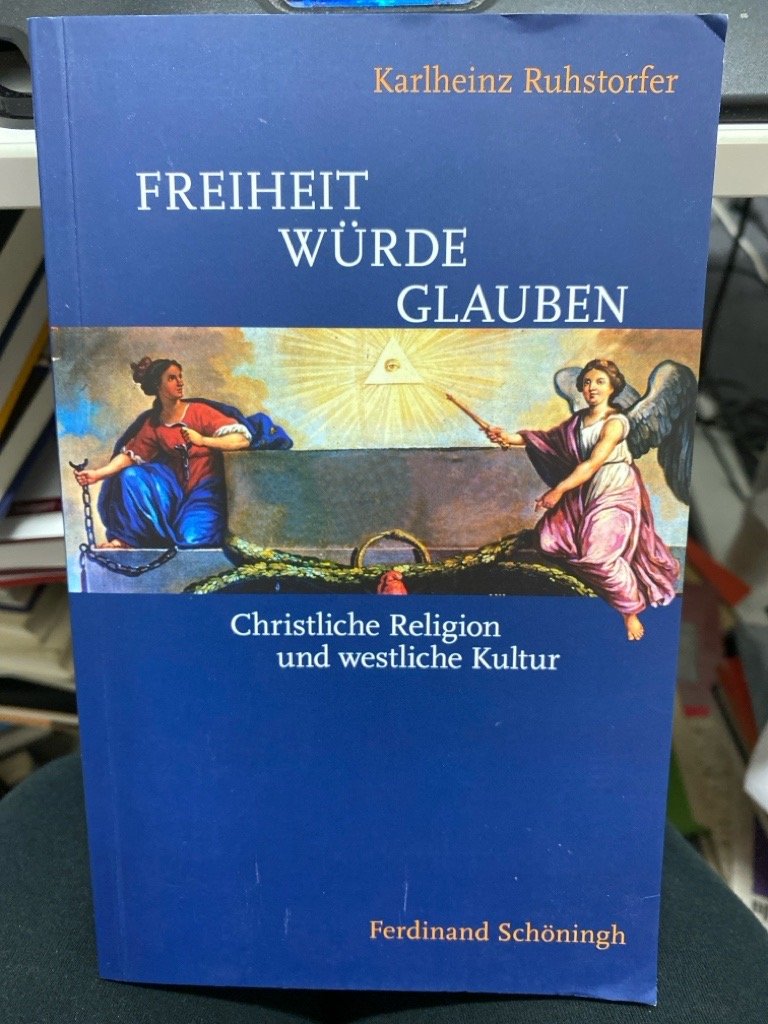 Karlheinz Ruhstorfer
FREIHEIT
WÜRDE
GLAUBEN
Christliche Religion
und westliche Kultur
Ferdinand Schöningh